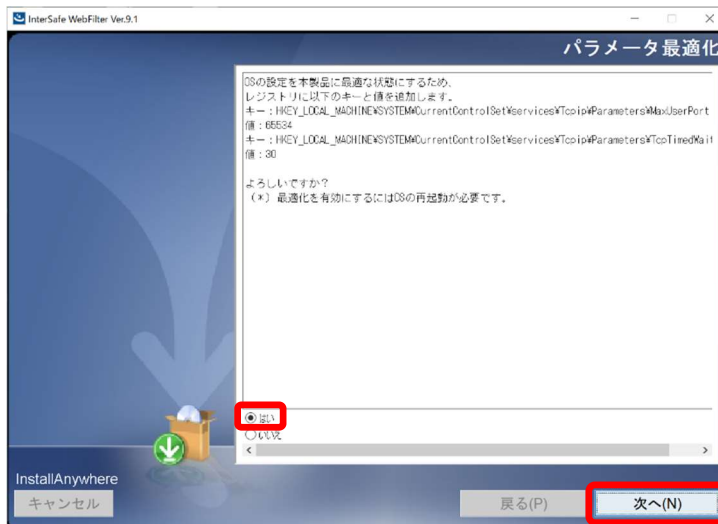 InterSafe WebFilter Ver.9.1
パラメータ最適化
OSの設定を本製品に最適な状態にするため、
レジストリに以下のキーと値を追加します。
キー：HKEY_LOCAL_MACHINE¥SYSTEM¥CurrentControlSet¥services¥Tcpip¥Parameters¥MaxUserPort
値：65534
キー：HKEY_LOCAL_MACHINE¥SYSTEM¥CurrentControlSet¥services¥Tcpip¥Parameters¥TcpTimedWait
値：30
よろしいですか？
（*）最適化を有効にするにはOSの再起動が必要です。
はい
いいえ
InstallAnywhere
キャンセル
戻る(P)
次へ(N)